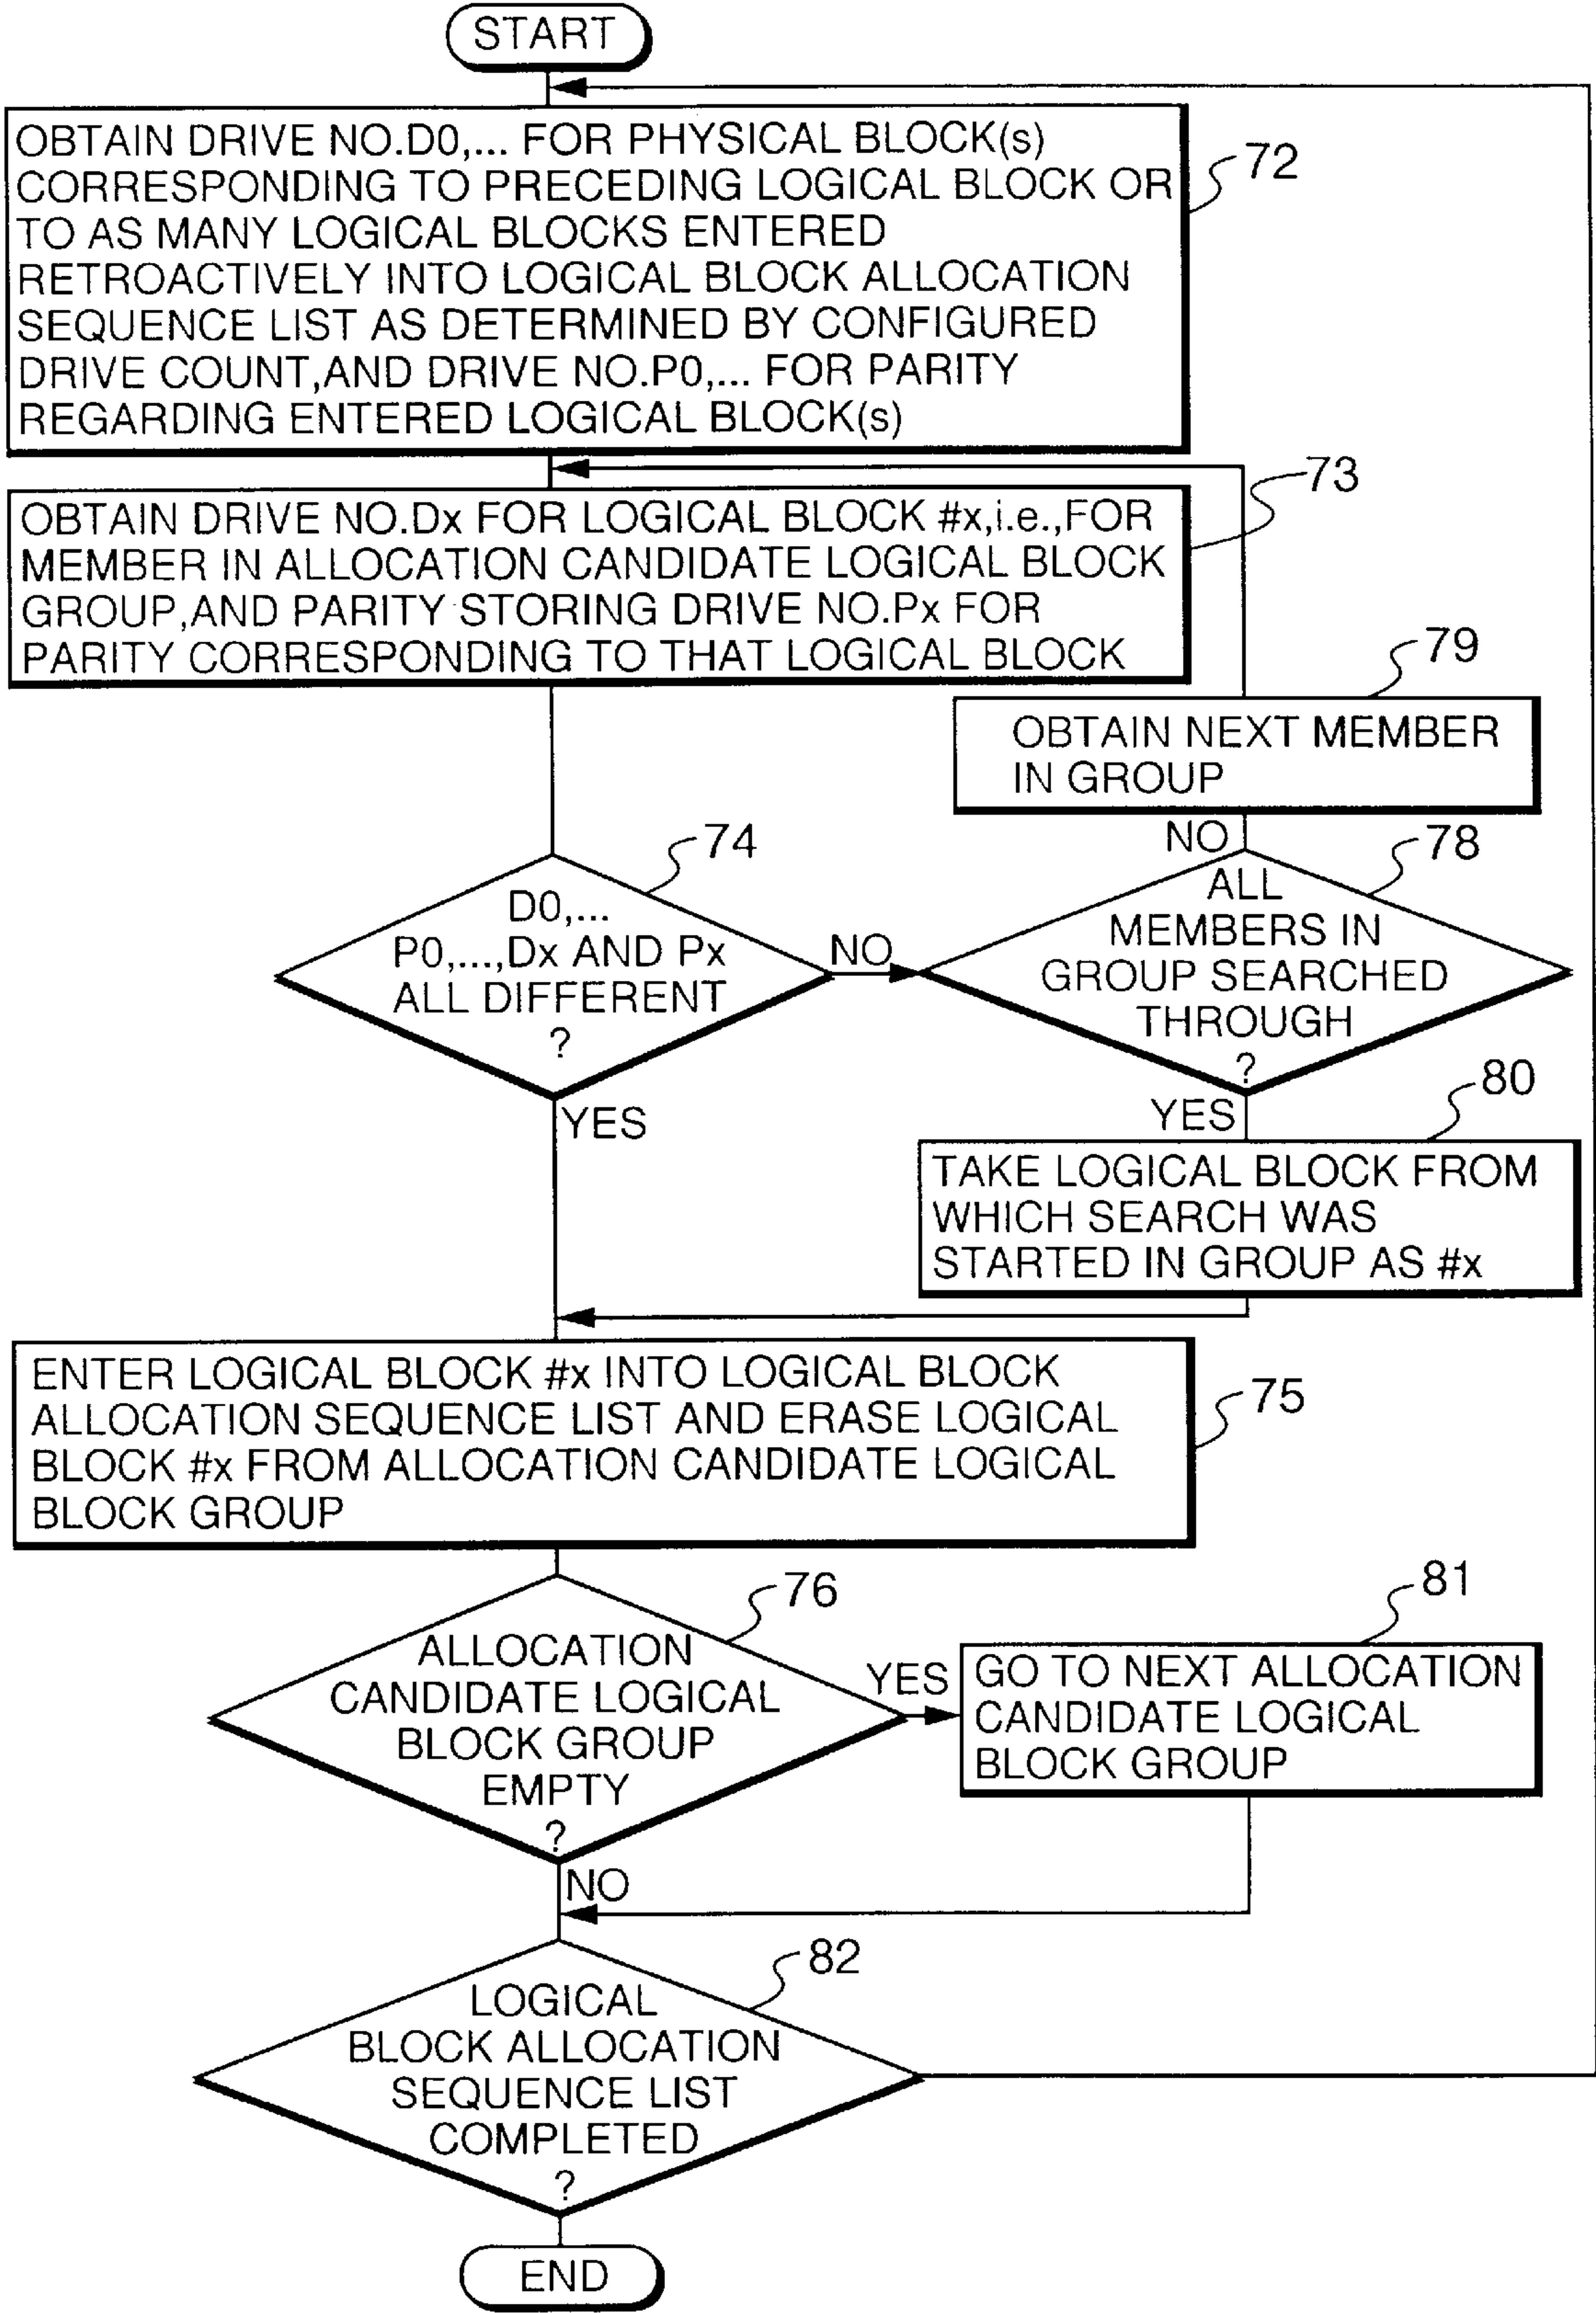 START
OBTAIN DRIVE NO.D0,... FOR PHYSICAL BLOCK(s)
CORRESPONDING TO PRECEDING LOGICAL BLOCK OR
TO AS MANY LOGICAL BLOCKS ENTERED
RETROACTIVELY INTO LOGICAL BLOCK ALLOCATION
SEQUENCE LIST AS DETERMINED BY CONFIGURED
DRIVE COUNT,AND DRIVE NO.P0,... FOR PARITY
REGARDING ENTERED LOGICAL BLOCK(s)
72
OBTAIN DRIVE NO.Dx FOR LOGICAL BLOCK #x,i.e.,FOR
MEMBER IN ALLOCATION CANDIDATE LOGICAL BLOCK
GROUP,AND PARITY STORING DRIVE NO.Px FOR
PARITY CORRESPONDING TO THAT LOGICAL BLOCK
73
79
OBTAIN NEXT MEMBER
IN GROUP
NO
74
D0,...
P0,...,Dx AND Px
ALL DIFFERENT
?
NO
YES
78
ALL
MEMBERS IN
GROUP SEARCHED
THROUGH
?
YES
80
TAKE LOGICAL BLOCK FROM
WHICH SEARCH WAS
STARTED IN GROUP AS #x
ENTER LOGICAL BLOCK #x INTO LOGICAL BLOCK
ALLOCATION SEQUENCE LIST AND ERASE LOGICAL
BLOCK #x FROM ALLOCATION CANDIDATE LOGICAL
BLOCK GROUP
75
76
ALLOCATION
CANDIDATE LOGICAL
BLOCK GROUP
EMPTY
?
YES
81
GO TO NEXT ALLOCATION
CANDIDATE LOGICAL
BLOCK GROUP
NO
82
LOGICAL
BLOCK ALLOCATION
SEQUENCE LIST
COMPLETED
?
END